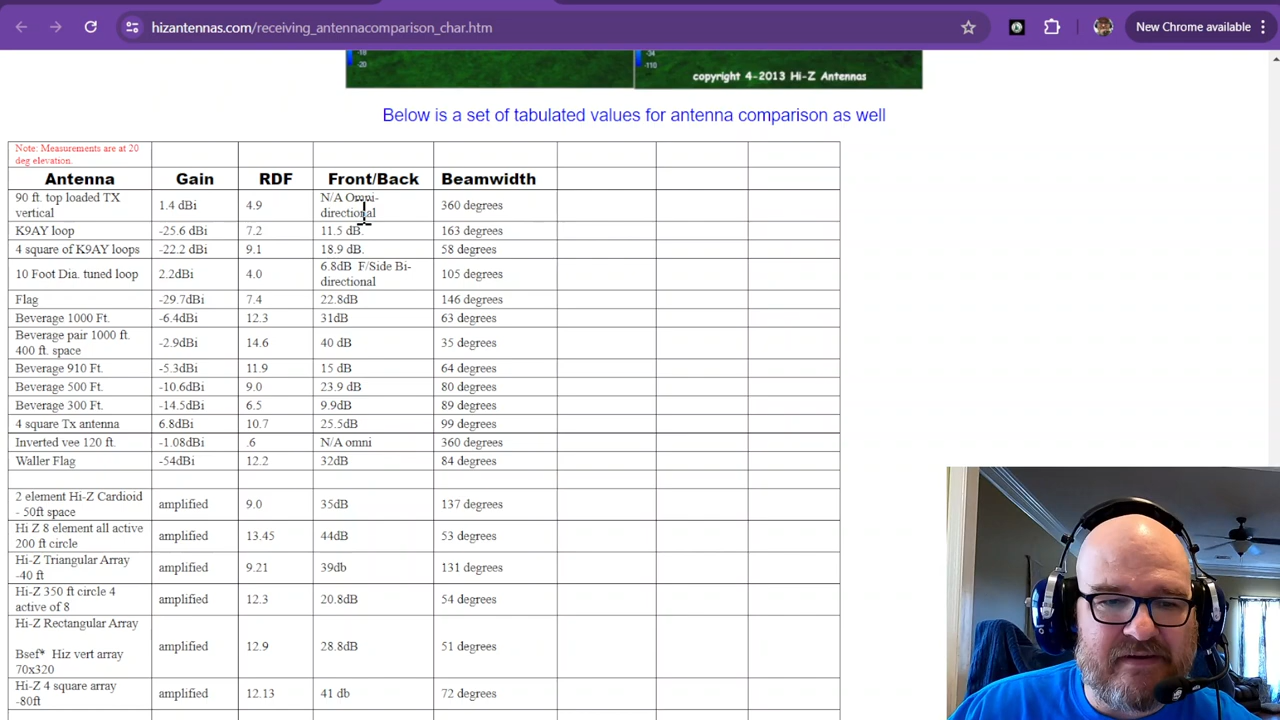 hizantennas.com/receiving_antennacomparison_char.htm
New Chrome available
-20
-110
copyright 4-2013 Hi-Z Antennas
Below is a set of tabulated values for antenna comparison as well
Note: Measurements are at 20
deg elevation.
Antenna Gain RDF Front/Back Beamwidth
90 ft. top loaded TX
vertical
1.4 dBi
4.9
N/A Omni-
directional
360 degrees
K9AY loop -25.6 dBi 7.2 11.5 dB. 163 degrees
4 square of K9AY loops -22.2 dBi 9.1 18.9 dB. 58 degrees
10 Foot Dia. tuned loop
2.2dBi
4.0
6.8dB F/Side Bi-
directional
105 degrees
Flag -29.7dBi 7.4 22.8dB 146 degrees
Beverage 1000 Ft. -6.4dBi 12.3 31dB 63 degrees
Beverage pair 1000 ft.
400 ft. space
-2.9dBi
14.6
40 dB
35 degrees
Beverage 910 Ft. -5.3dBi 11.9 15 dB 64 degrees
Beverage 500 Ft. -10.6dBi 9.0 23.9 dB 80 degrees
Beverage 300 Ft. -14.5dBi 6.5 9.9dB 89 degrees
4 square Tx antenna 6.8dBi 10.7 25.5dB 99 degrees
Inverted vee 120 ft. -1.08dBi .6 N/A omni 360 degrees
Waller Flag -54dBi 12.2 32dB 84 degrees
2 element Hi-Z Cardioid
- 50ft space
amplified
9.0
35dB
137 degrees
Hi Z 8 element all active
200 ft circle
amplified
13.45
44dB
53 degrees
Hi-Z Triangular Array
-40 ft
amplified
9.21
39db
131 degrees
Hi-Z 350 ft circle 4
active of 8
amplified
12.3
20.8dB
54 degrees
Hi-Z Rectangular Array
Bsef* Hiz vert array
70x320
amplified
12.9
28.8dB
51 degrees
Hi-Z 4 square array
-80ft
amplified
12.13
41 db
72 degrees